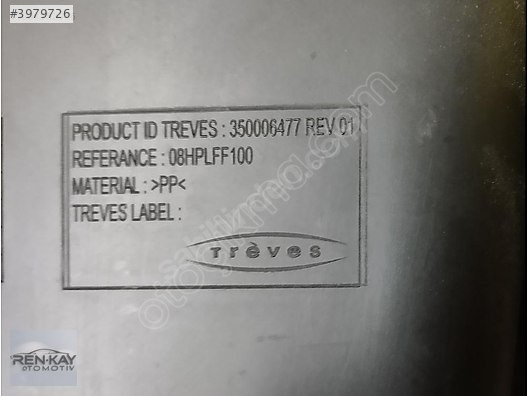 #3979726
PRODUCT ID TREVES : 350006477 REV 01
REFERANCE : 08HPLFF100
MATERIAL : >PP<
TREVES LABEL :
Trèves
REN-KAY
OTOMOTİV